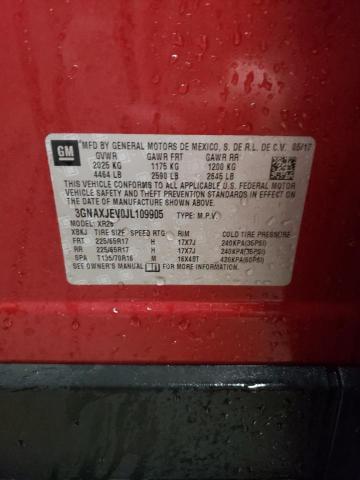 GM
MFD BY GENERAL MOTORS DE MEXICO, S. DE R.L. DE C.V. 05/17
GVWR GAWR FRT GAWR RR
2025 KG 1175 KG 1200 KG
4464 LB 2590 LB 2645 LB
THIS VEHICLE CONFORMS TO ALL APPLICABLE U.S. FEDERAL MOTOR
VEHICLE SAFETY AND THEFT PREVENTION STANDARDS IN EFFECT ON
THE DATE OF MANUFACTURE SHOWN ABOVE.
3GNAXJEV0JL109905 TYPE: M.P.V.
MODEL: XR26
XBKJ TIRE SIZE SPEED RTG RIM COLD TIRE PRESSURE
FRT 225/65R17 H 17X7J 240KPA(35PSI)
RR 225/65R17 H 17X7J 240KPA(35PSI)
SPA T135/70R16 M 16X4BT 420KPA(60PSI)
SEE OWNER'S MANUAL FOR MORE INFORMATION.